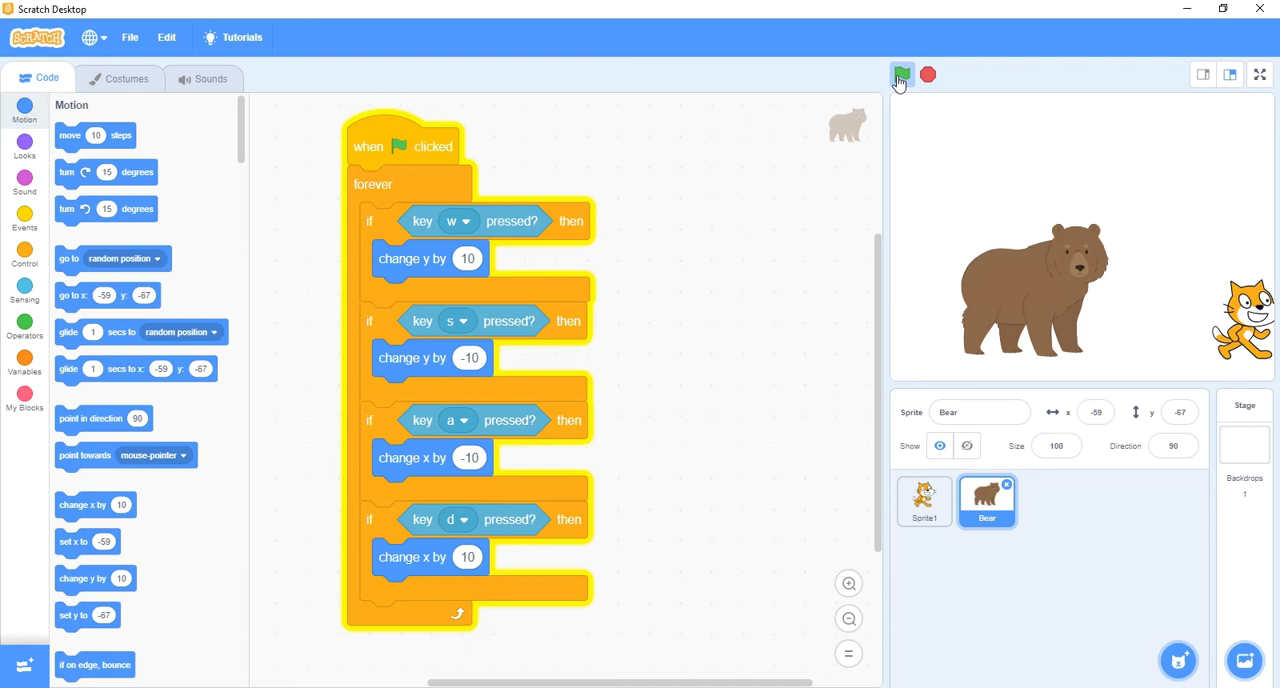 Scratch Desktop
SCRATCH File Edit Tutorials
Code Costumes Sounds
Motion
Looks
Sound
Events
Control
Sensing
Operators
Variables
My Blocks
Motion
move 10 steps
turn 15 degrees
turn 15 degrees
go to random position
go to x: -59 y: -67
glide 1 secs to random position
glide 1 secs to x: -59 y: -67
point in direction 90
point towards mouse-pointer
change x by 10
set x to -59
change y by 10
set y to -67
if on edge, bounce
when clicked
forever
if key w pressed? then
change y by 10
if key s pressed? then
change y by -10
if key a pressed? then
change x by -10
if key d pressed? then
change x by 10
Sprite Bear x -59 y -67
Show Size 100 Direction 90
Sprite1
Bear
Stage
Backdrops
1